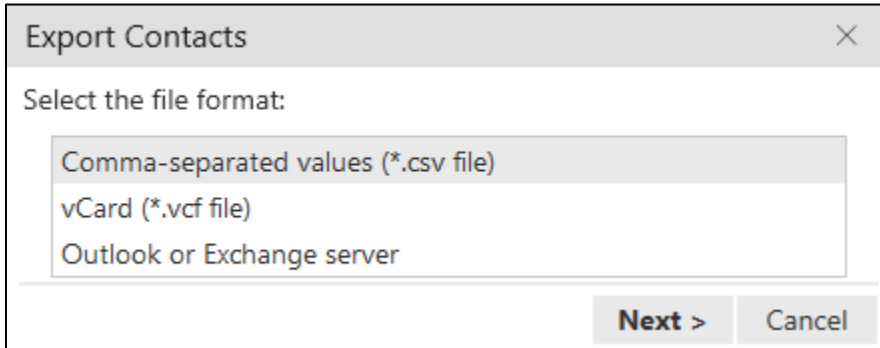 Export Contacts
Select the file format:
Comma-separated values (*.csv file)
vCard (*.vcf file)
Outlook or Exchange server
Next > Cancel